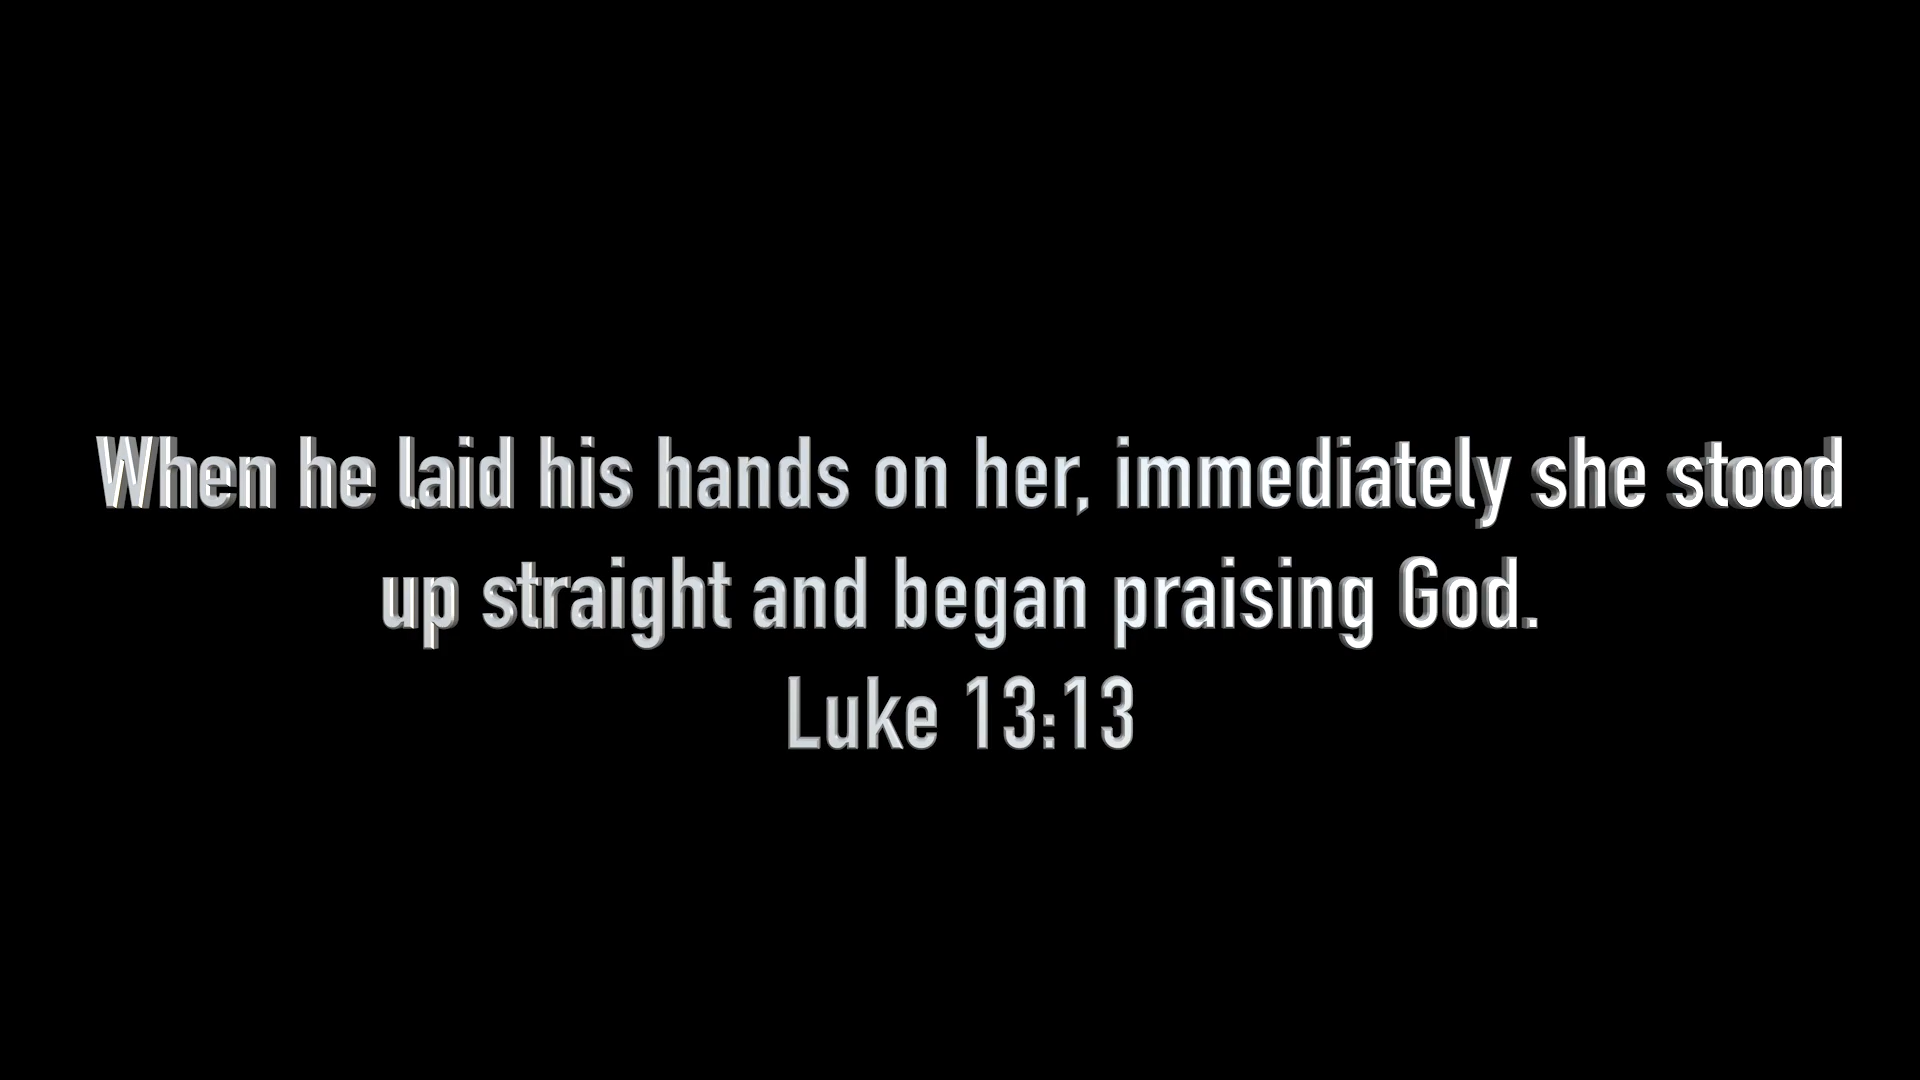 When he laid his hands on her, immediately she stood
up straight and began praising God.
Luke 13:13